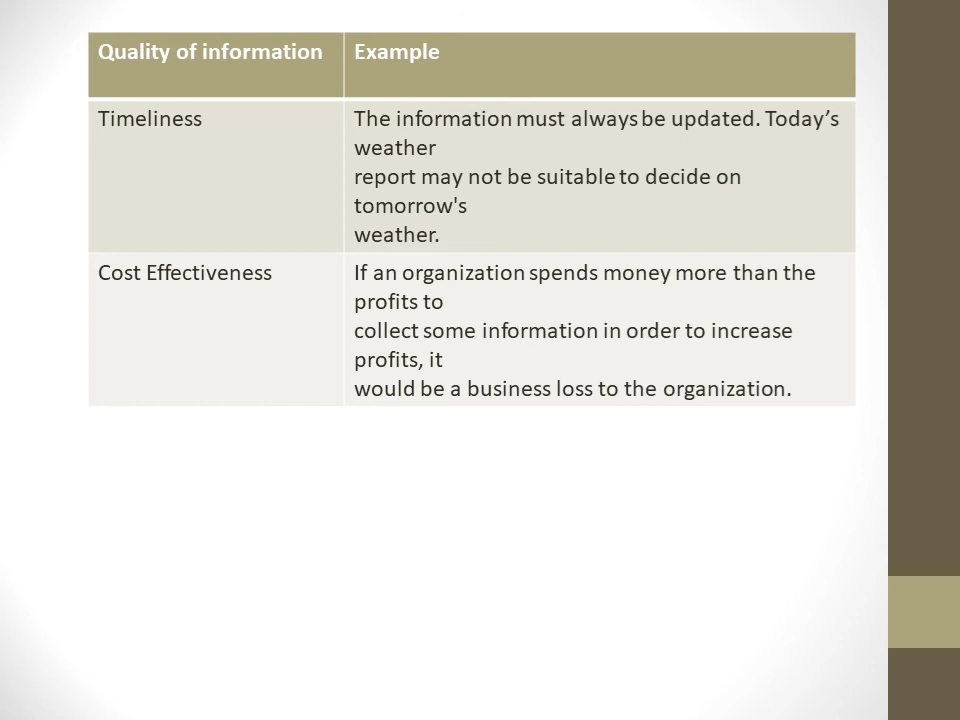 Quality of information
Example
Timeliness
The information must always be updated. Today’s
weather
report may not be suitable to decide on
tomorrow's
weather.
Cost Effectiveness
If an organization spends money more than the
profits to
collect some information in order to increase
profits, it
would be a business loss to the organization.